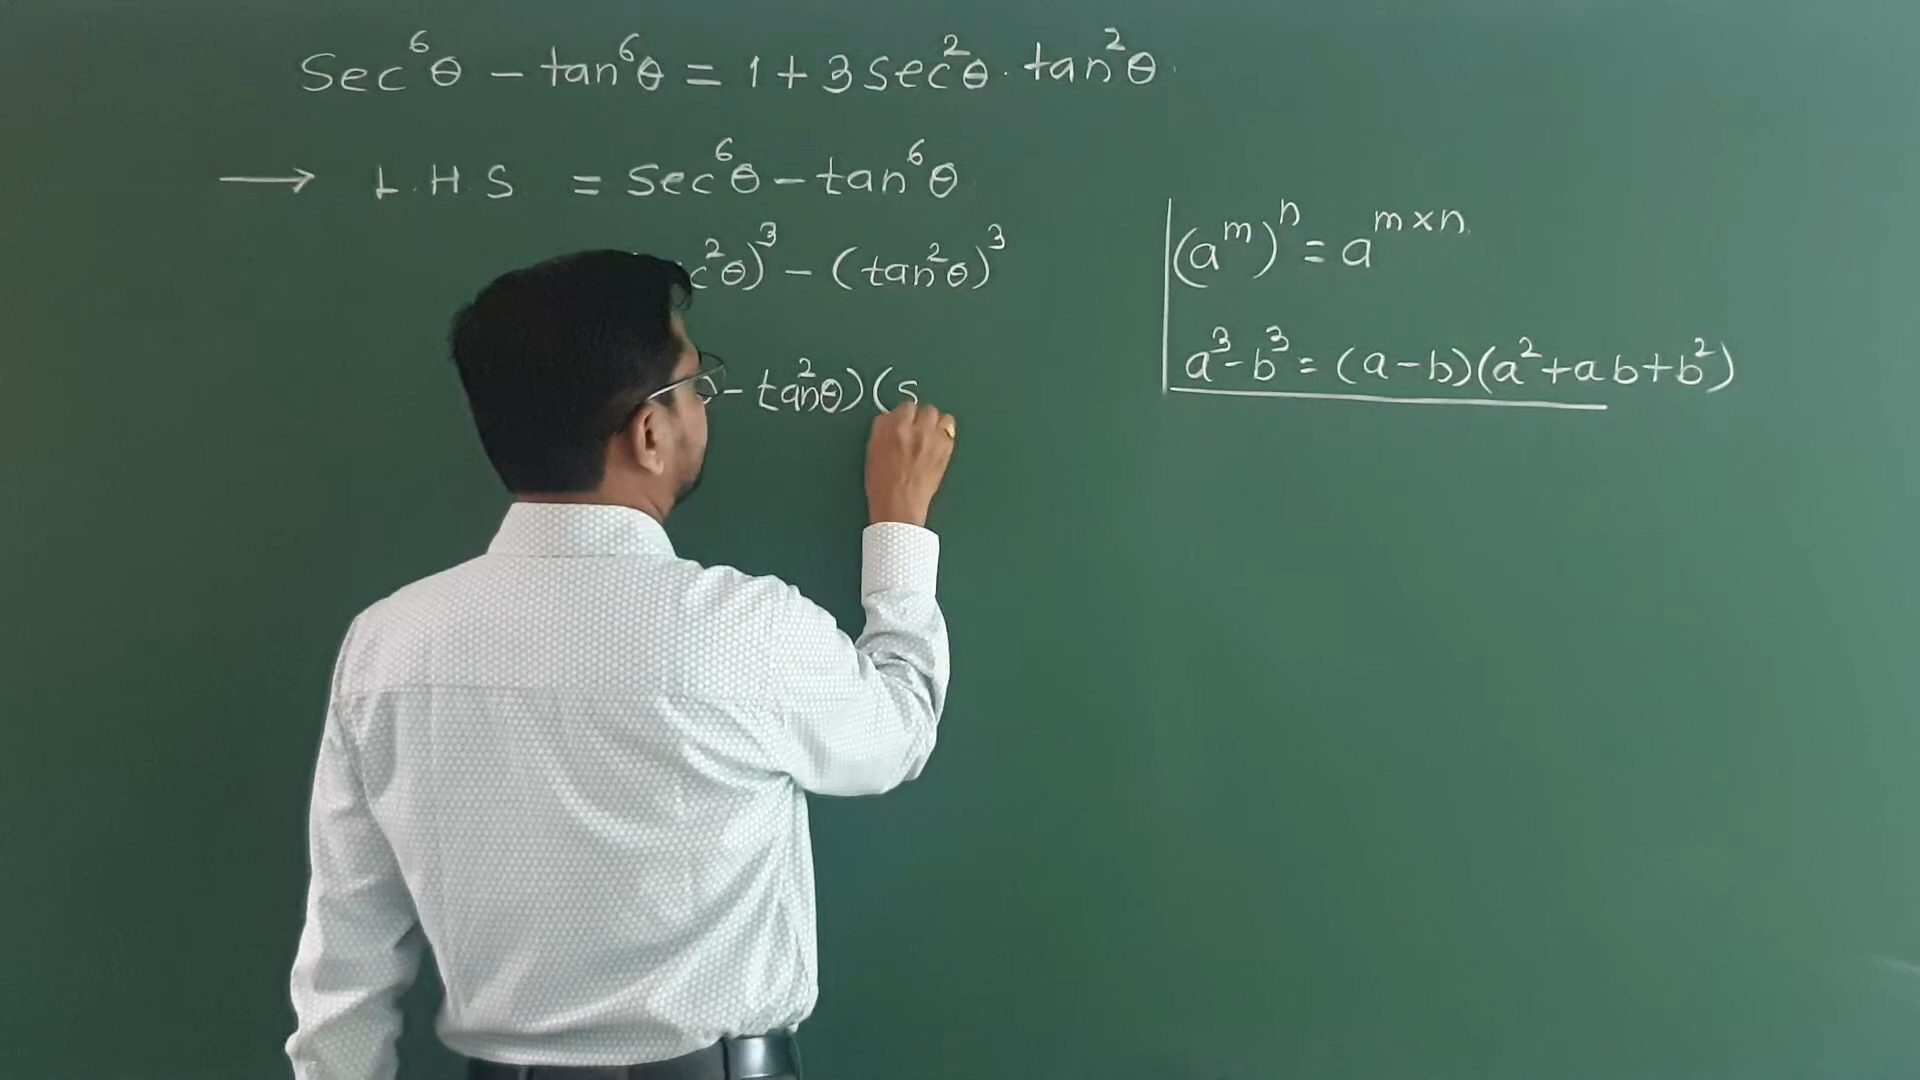 Sec⁶θ – tan⁶θ = 1 + 3 sec²θ · tan²θ.
→ L.H.S = Sec⁶θ – tan⁶θ
c²θ)³ – (tan²θ)³
– tan²θ)(s
(aᵐ)ⁿ = aᵐˣⁿ.
a³-b³ = (a-b)(a²+ab+b²)